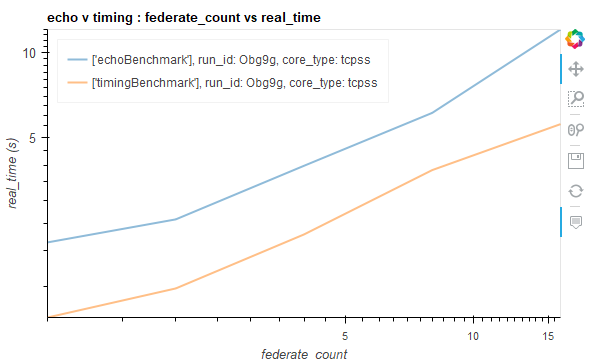 echo v timing : federate_count vs real_time
['echoBenchmark'], run_id: Obg9g, core_type: tcpss
['timingBenchmark'], run_id: Obg9g, core_type: tcpss
10
5
real_time (s)
5
10
15
federate_count